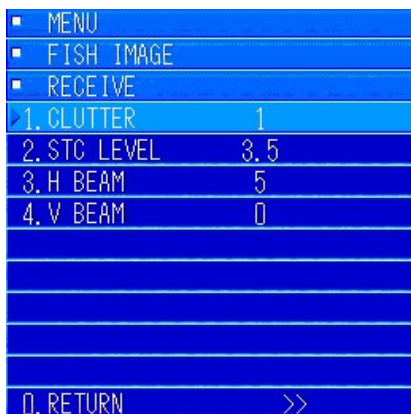 MENU
FISH IMAGE
RECEIVE
1. CLUTTER 1
2. STC LEVEL 3.5
3. H BEAM 5
4. V BEAM 0
0. RETURN >>